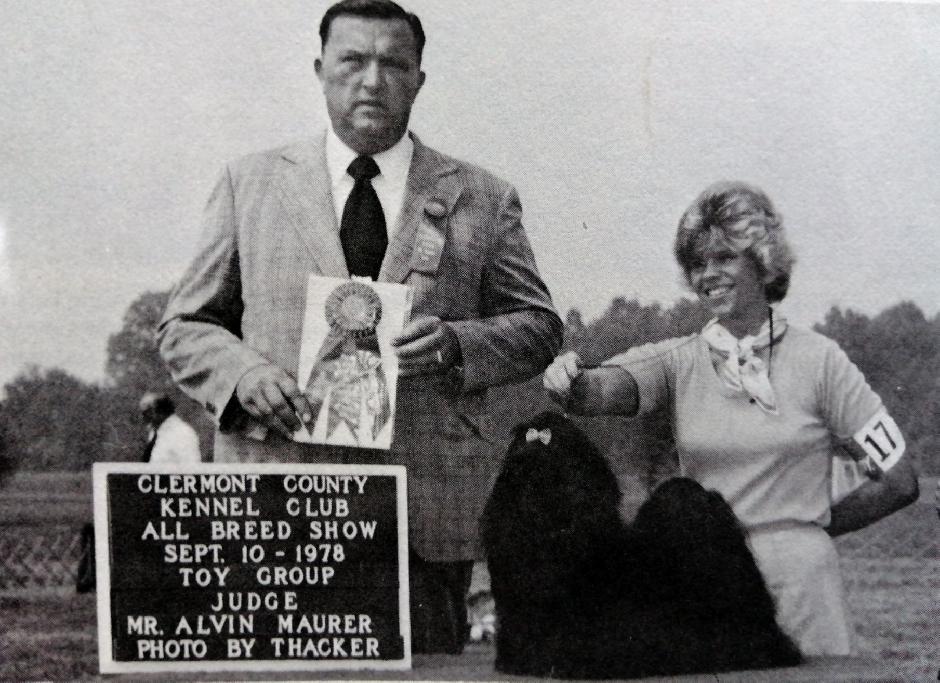 17
CLERMONT COUNTY
KENNEL CLUB
ALL BREED SHOW
SEPT. 10 - 1978
TOY GROUP
JUDGE
MR. ALVIN MAURER
PHOTO BY THACKER